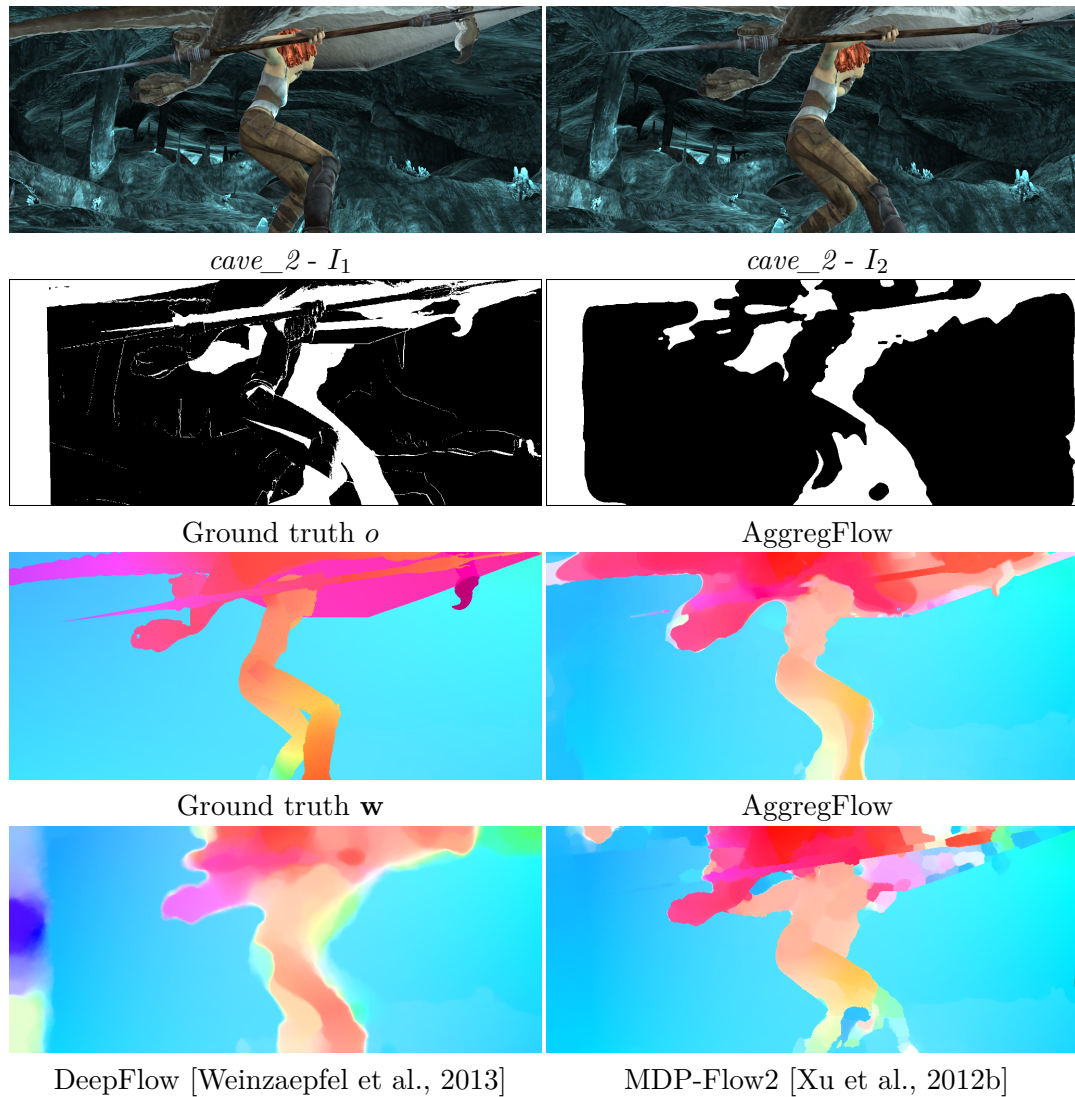 cave_2 - I₁
cave_2 - I₂
Ground truth o
AggregFlow
Ground truth w
AggregFlow
DeepFlow [Weinzaepfel et al., 2013]
MDP-Flow2 [Xu et al., 2012b]